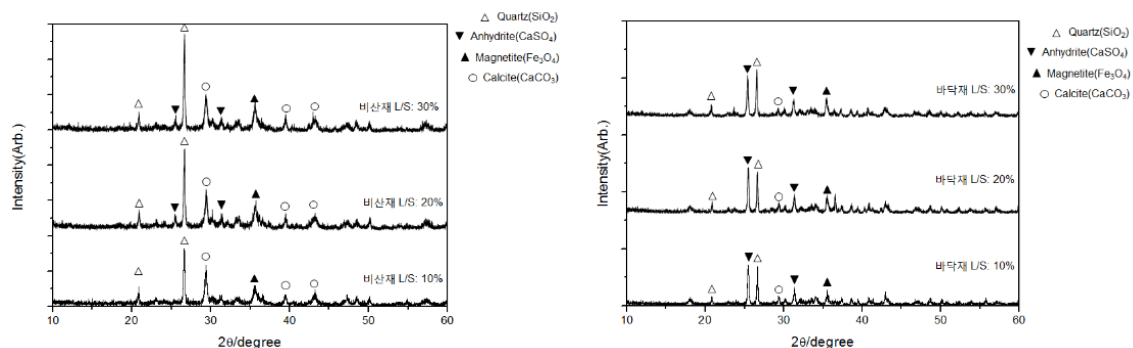 △ Quartz(SiO₂)
▼ Anhydrite(CaSO₄)
▲ Magnetite(Fe₃O₄)
○ Calcite(CaCO₃)
비산재 L/S: 30%
비산재 L/S: 20%
비산재 L/S: 10%
Intensity(Arb.)
10 20 30 40 50 60
2θ/degree
△ Quartz(SiO₂)
▼ Anhydrite(CaSO₄)
▲ Magnetite(Fe₃O₄)
○ Calcite(CaCO₃)
바닥재 L/S: 30%
바닥재 L/S: 20%
바닥재 L/S: 10%
Intensity(Arb.)
10 20 30 40 50 60
2θ/degree